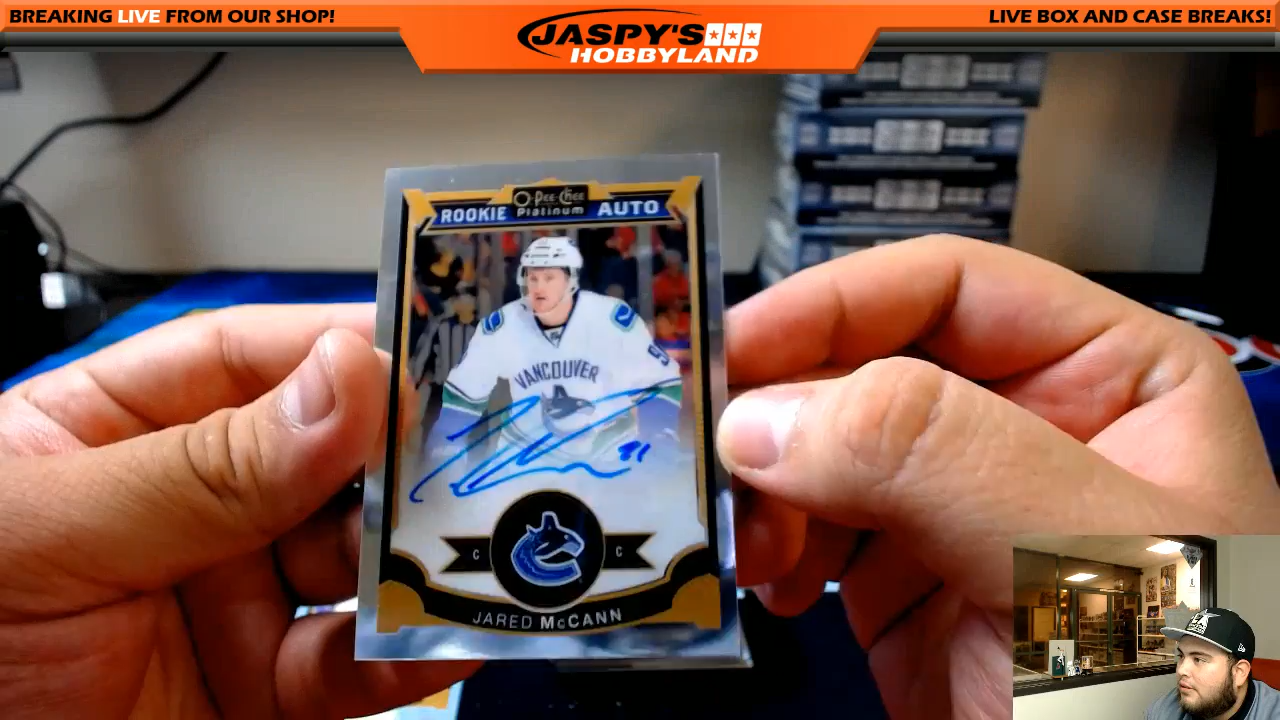 BREAKING LIVE FROM OUR SHOP!
JASPY'S
HOBBYLAND
LIVE BOX AND CASE BREAKS!
O-PEE-CHEE
Platinum
ROOKIE AUTO
VANCOUVER
91
C C
JARED McCANN